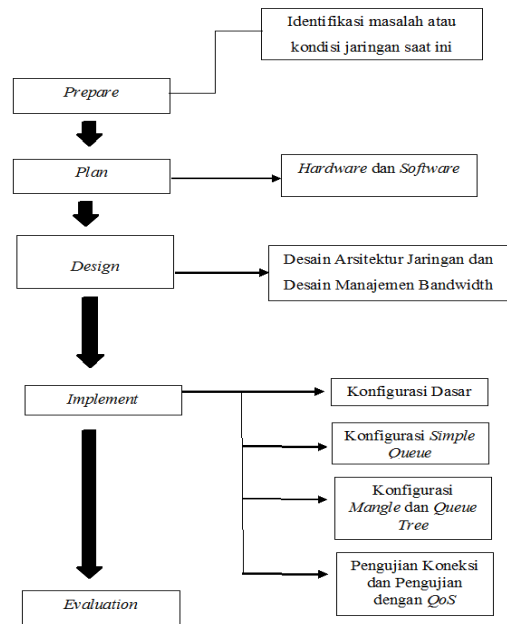 Identifikasi masalah atau
kondisi jaringan saat ini
Prepare
Plan
Hardware dan Software
Design
Desain Arsitektur Jaringan dan
Desain Manajemen Bandwidth
Implement
Konfigurasi Dasar
Konfigurasi Simple
Queue
Konfigurasi
Mangle dan Queue
Tree
Pengujian Koneksi
dan Pengujian
dengan QoS
Evaluation